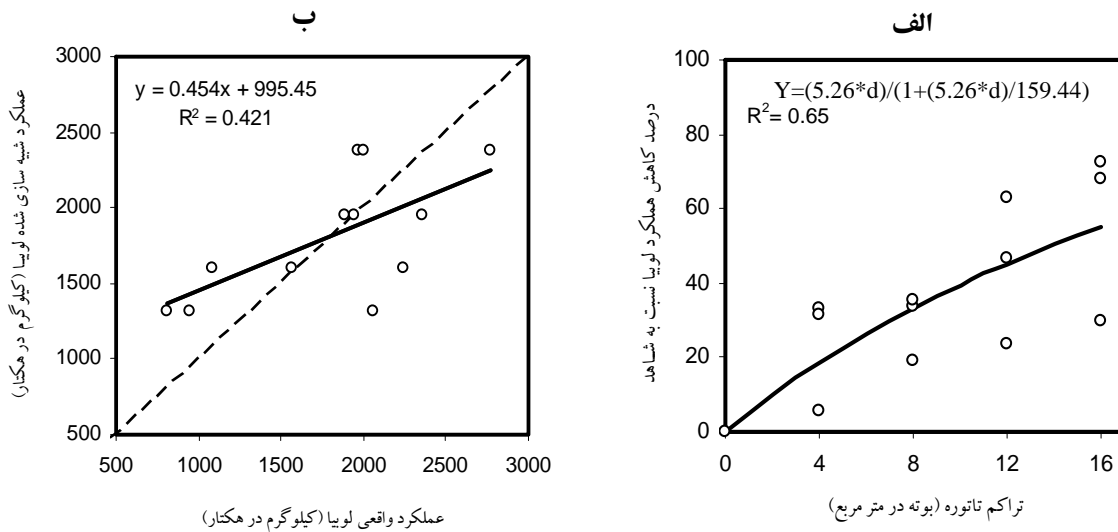 الف
100
80
60
40
20
0
Y=(5.26*d)/(1+(5.26*d)/159.44)
R²= 0.65
درصد کاهش عملکرد لوبیا نسبت به شاهد
0 4 8 12 16
تراکم تاتوره (بوته در متر مربع)
ب
3000
2500
2000
1500
1000
500
y = 0.454x + 995.45
R² = 0.421
عملکرد شبیه سازی شده لوبیا (کیلوگرم در هکتار)
500 1000 1500 2000 2500 3000
عملکرد واقعی لوبیا (کیلوگرم در هکتار)